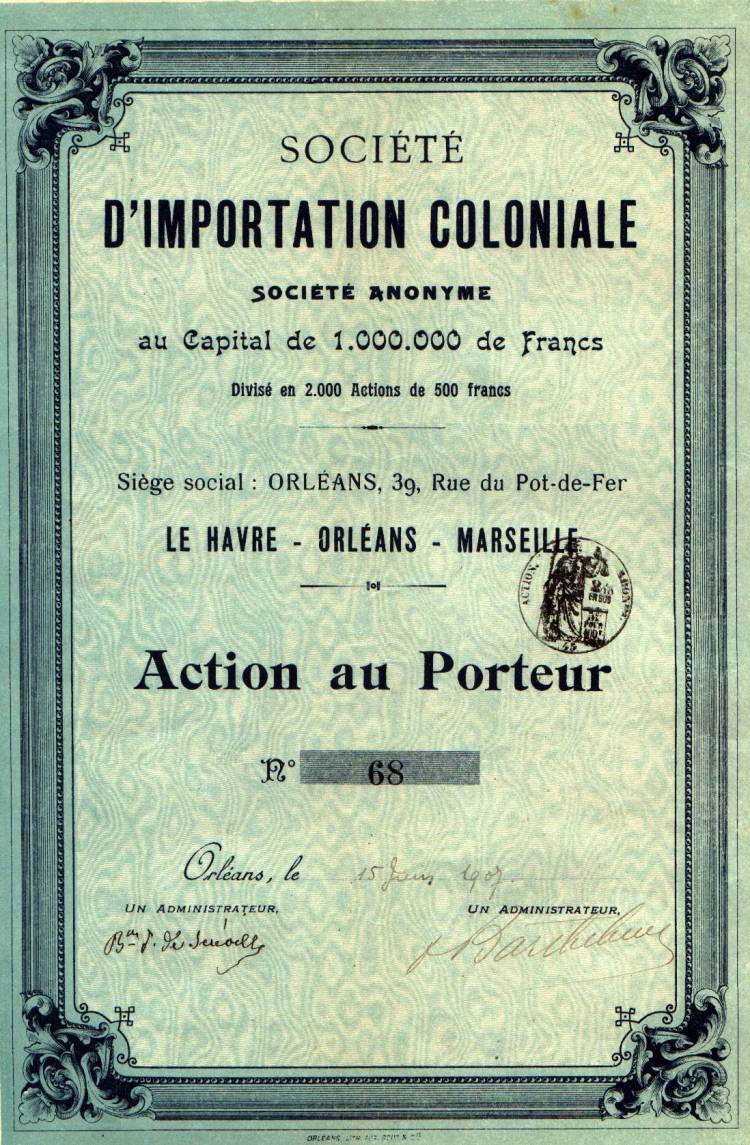 SOCIÉTÉ
D'IMPORTATION COLONIALE
SOCIÉTÉ ANONYME
au Capital de 1.000.000 de Francs
Divisé en 2.000 Actions de 500 francs
Siège social : ORLÉANS, 39, Rue du Pot-de-Fer
LE HAVRE - ORLÉANS - MARSEILLE
ACTION.
Action au Porteur
N° 68
Orléans, le 15 1907
UN ADMINISTRATEUR, UN ADMINISTRATEUR,
ORLÉANS